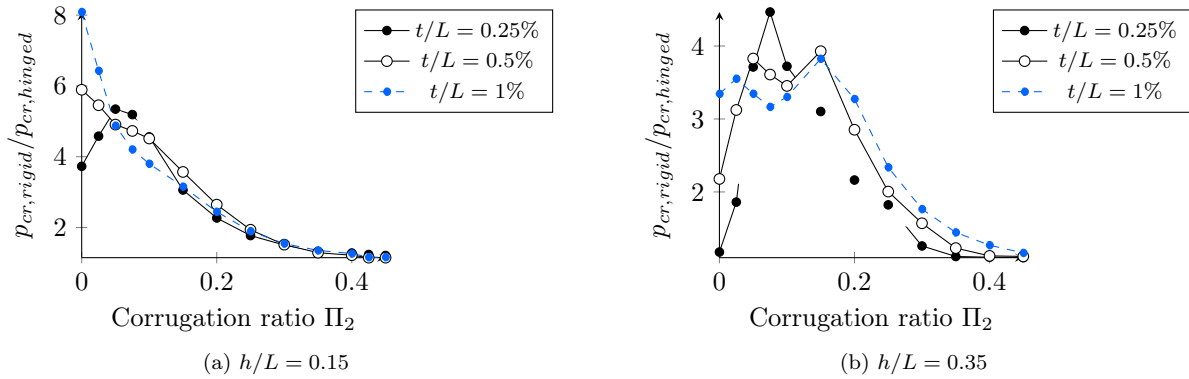 8
6
4
2
0
0.2
0.4
p_{cr,rigid}/p_{cr,hinged}
Corrugation ratio Π₂
t/L = 0.25%
t/L = 0.5%
t/L = 1%
(a) h/L = 0.15
4
3
2
0
0.2
0.4
p_{cr,rigid}/p_{cr,hinged}
Corrugation ratio Π₂
t/L = 0.25%
t/L = 0.5%
t/L = 1%
(b) h/L = 0.35